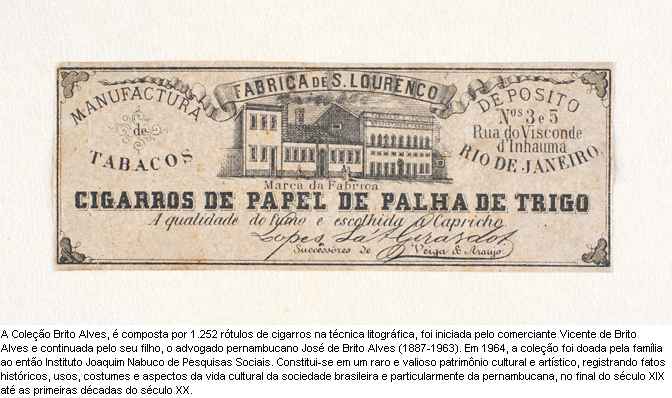 FABRICA DE S. LOURENÇO
MANUFACTURA
de
TABACOS
DEPOSITO
Nos 3 e 5
Rua do Visconde
d'Inhauma
RIO DE JANEIRO
Marca da Fabrica
CIGARROS DE PAPEL DE PALHA DE TRIGO
A qualidade do fumo e escolhida a Capricho
Lopes Sá & Girardot
Successores de Veiga & Araujo
A Coleção Brito Alves, é composta por 1.252 rótulos de cigarros na técnica litográfica, foi iniciada pelo comerciante Vicente de Brito
Alves e continuada pelo seu filho, o advogado pernambucano José de Brito Alves (1887-1963). Em 1964, a coleção foi doada pela família
ao então Instituto Joaquim Nabuco de Pesquisas Sociais. Constitui-se em um raro e valioso patrimônio cultural e artístico, registrando fatos
históricos, usos, costumes e aspectos da vida cultural da sociedade brasileira e particularmente da pernambucana, no final do século XIX
até as primeiras décadas do século XX.